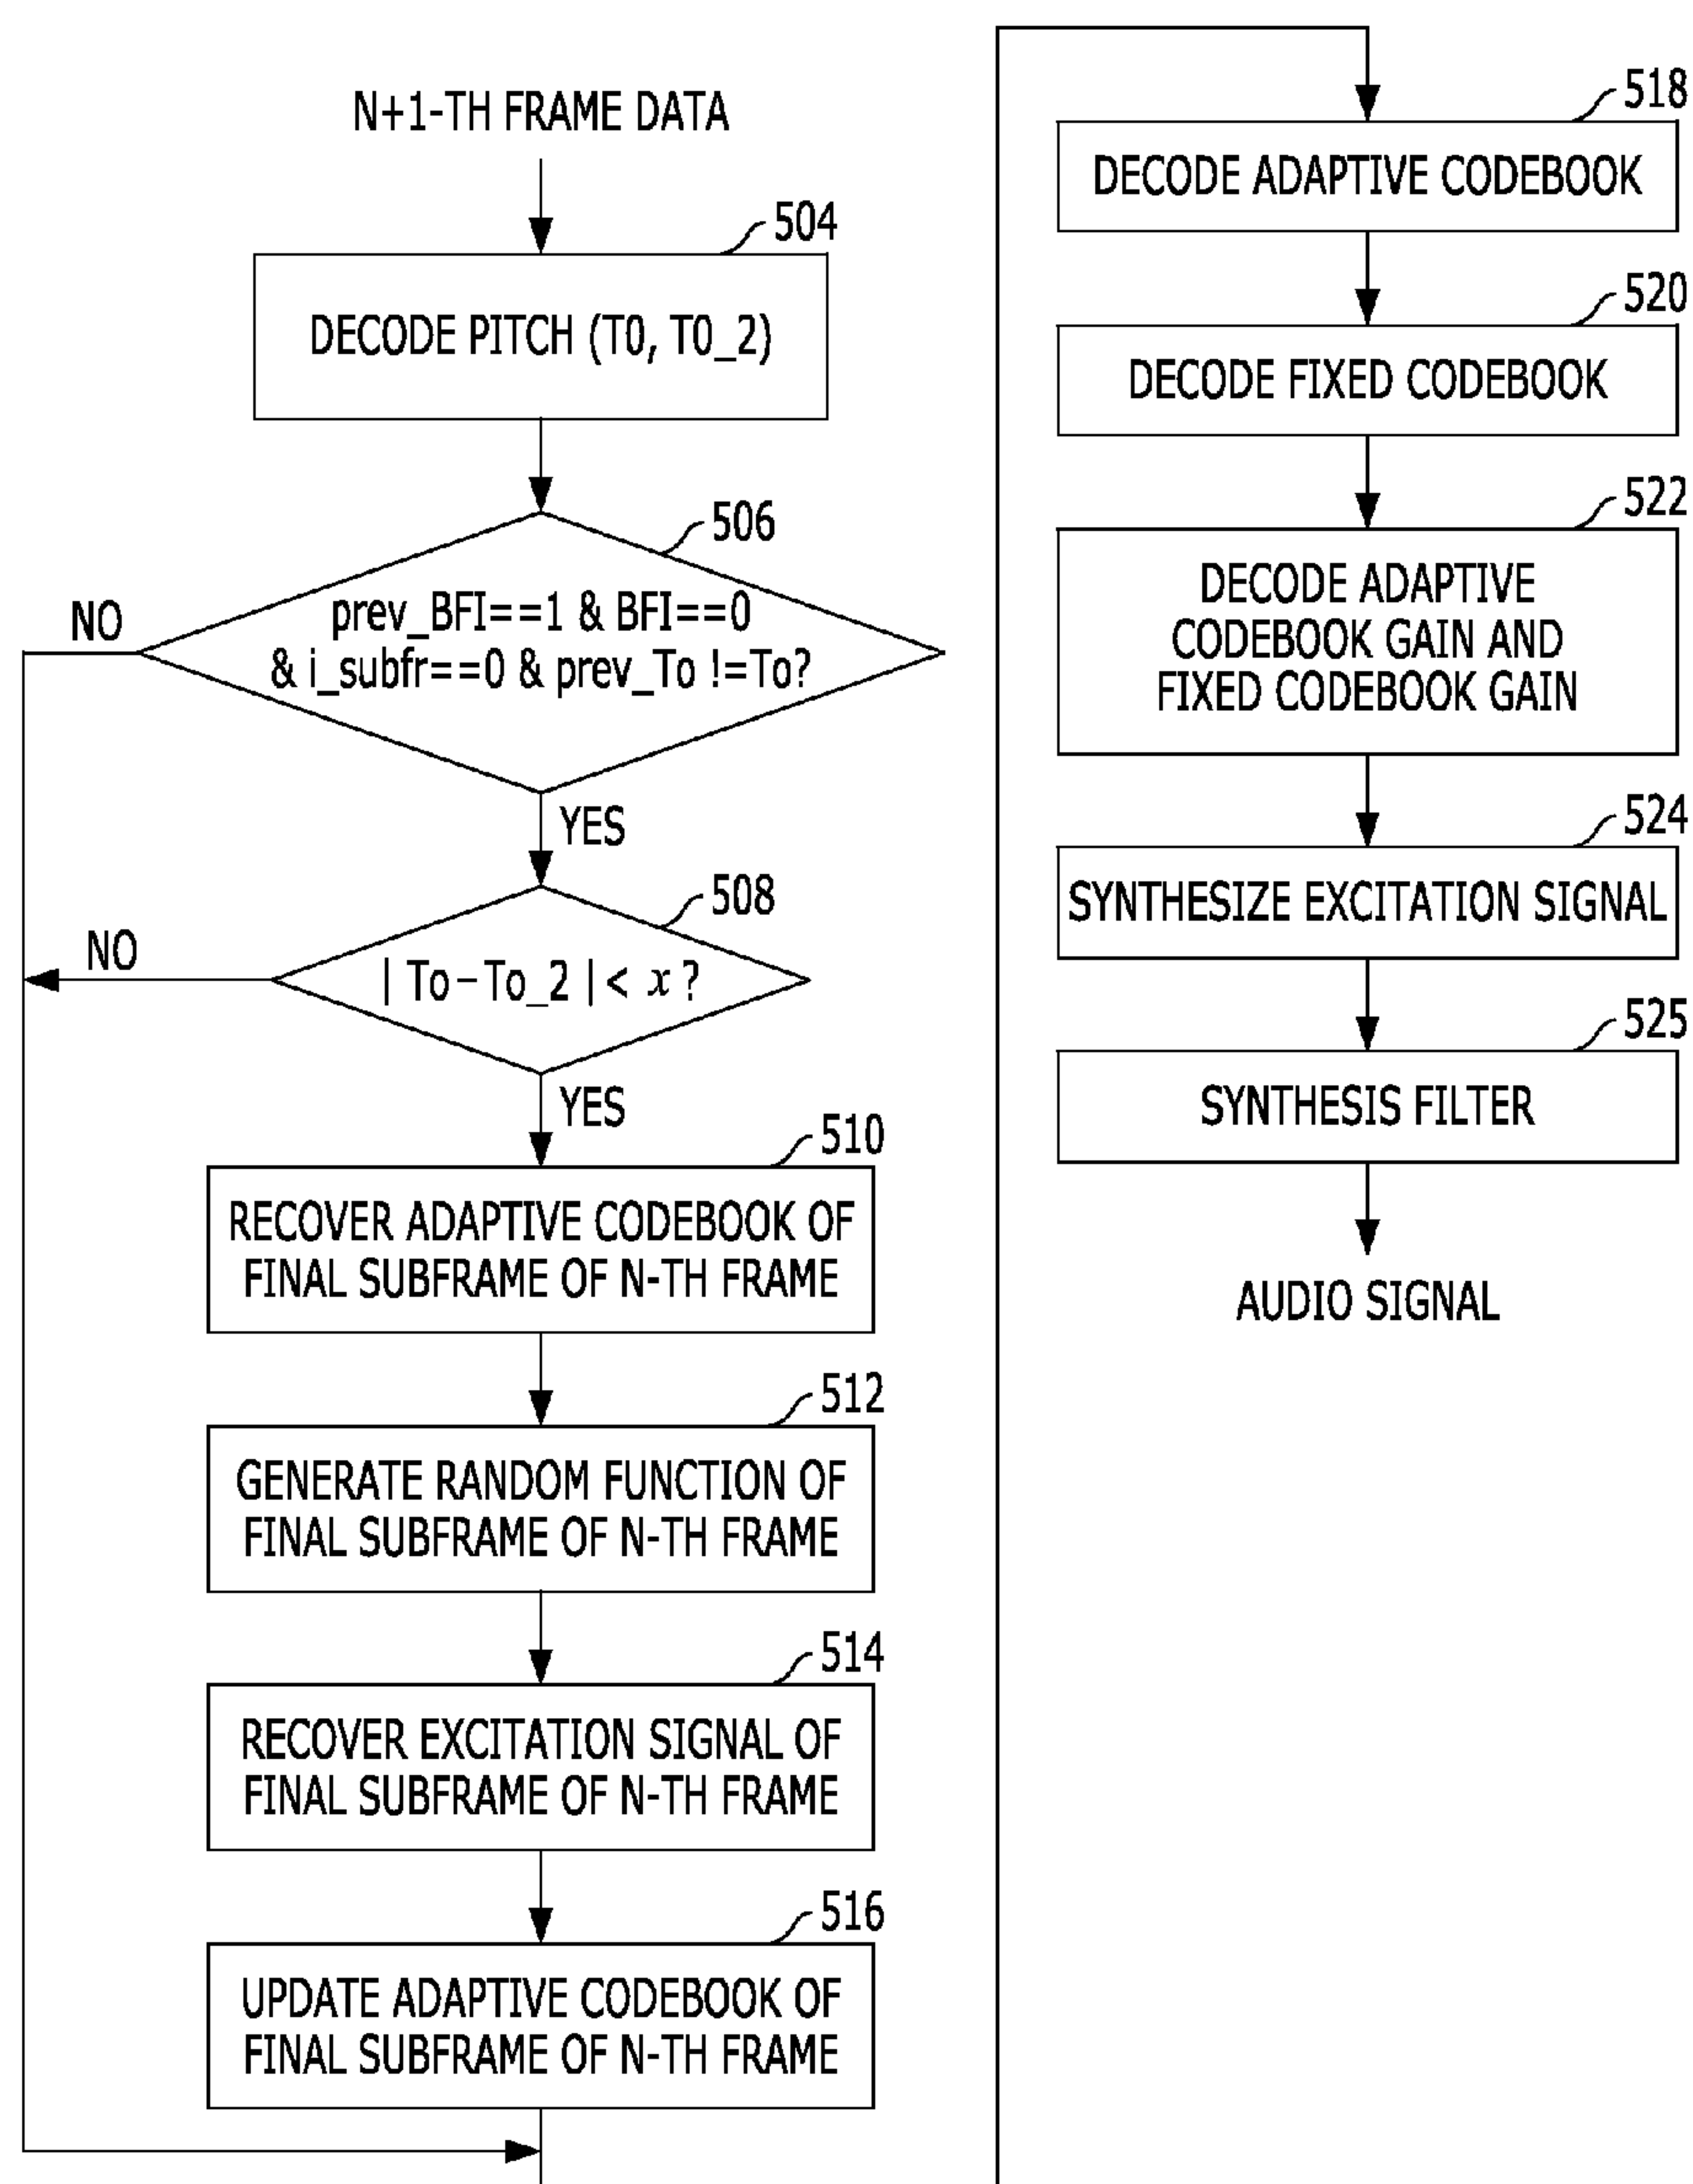 N+1-TH FRAME DATA
504
DECODE PITCH (T0, T0_2)
506
prev_BFI==1 & BFI==0
& i_subfr==0 & prev_To !=To?
NO
YES
508
| To-To_2 |< x ?
NO
YES
510
RECOVER ADAPTIVE CODEBOOK OF
FINAL SUBFRAME OF N-TH FRAME
512
GENERATE RANDOM FUNCTION OF
FINAL SUBFRAME OF N-TH FRAME
514
RECOVER EXCITATION SIGNAL OF
FINAL SUBFRAME OF N-TH FRAME
516
UPDATE ADAPTIVE CODEBOOK OF
FINAL SUBFRAME OF N-TH FRAME
518
DECODE ADAPTIVE CODEBOOK
520
DECODE FIXED CODEBOOK
522
DECODE ADAPTIVE
CODEBOOK GAIN AND
FIXED CODEBOOK GAIN
524
SYNTHESIZE EXCITATION SIGNAL
525
SYNTHESIS FILTER
AUDIO SIGNAL